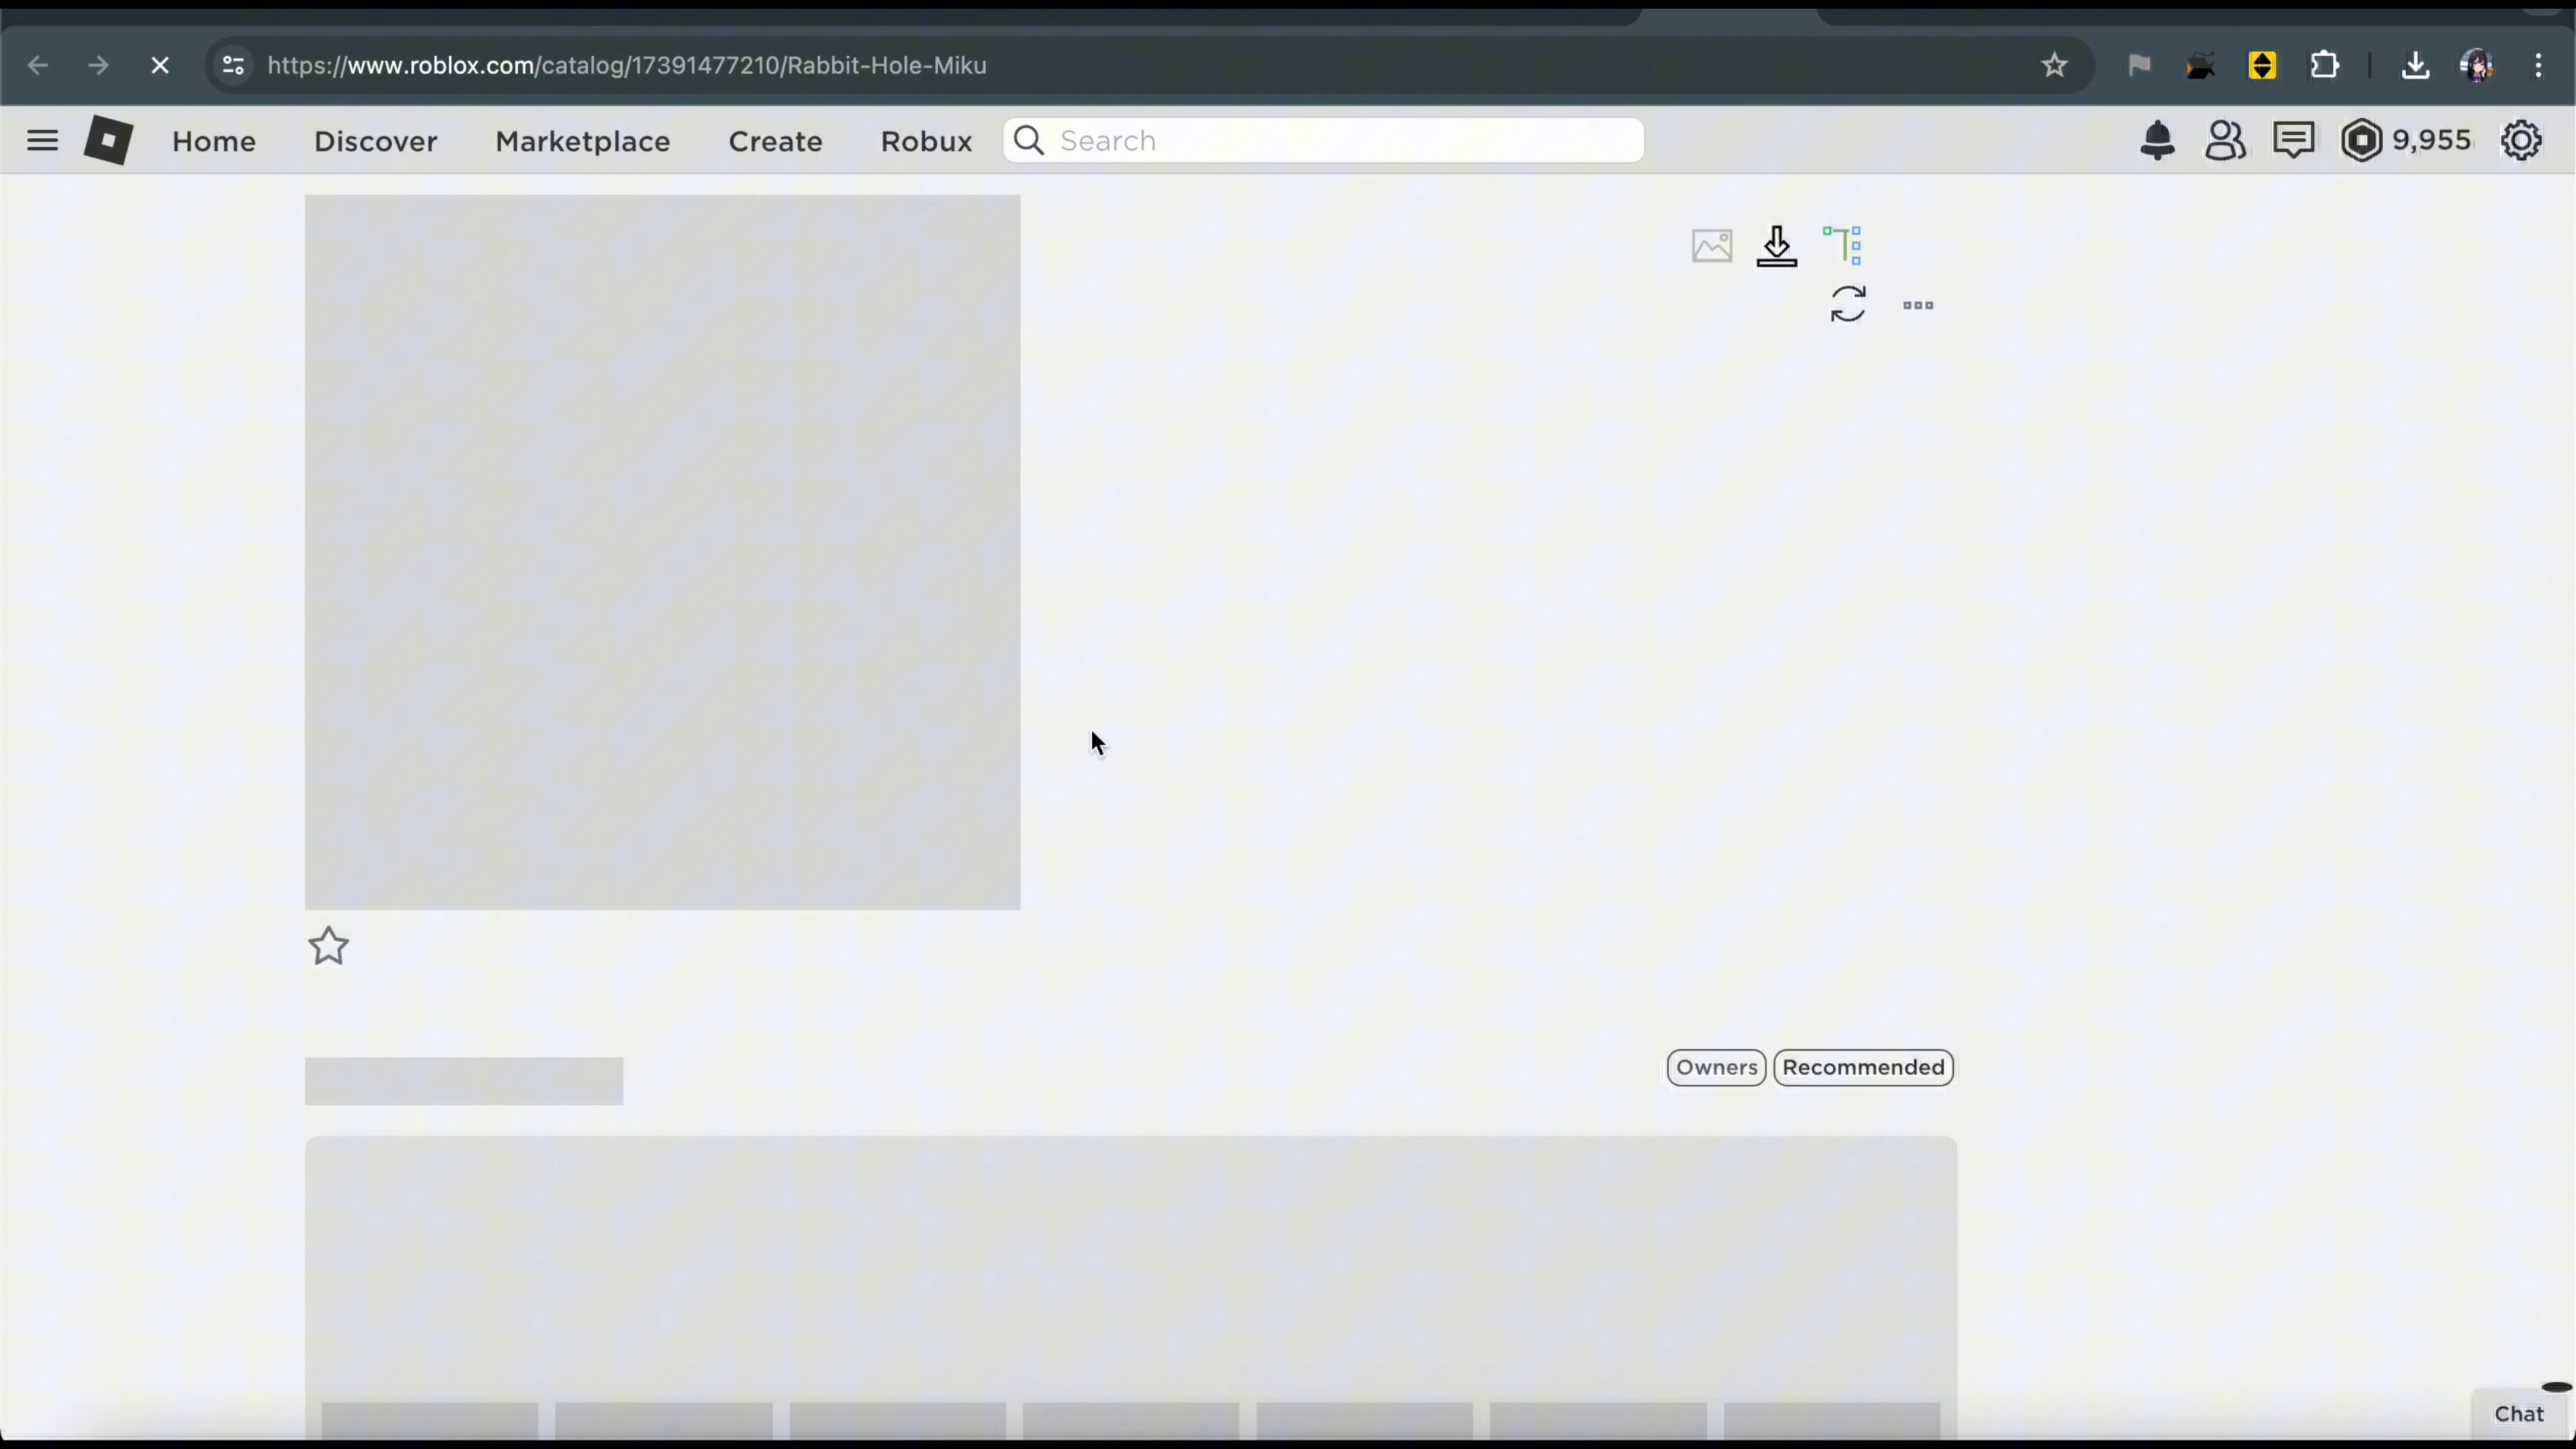 https://www.roblox.com/catalog/17391477210/Rabbit-Hole-Miku
Home Discover Marketplace Create Robux Search 9,955
Owners Recommended
Chat